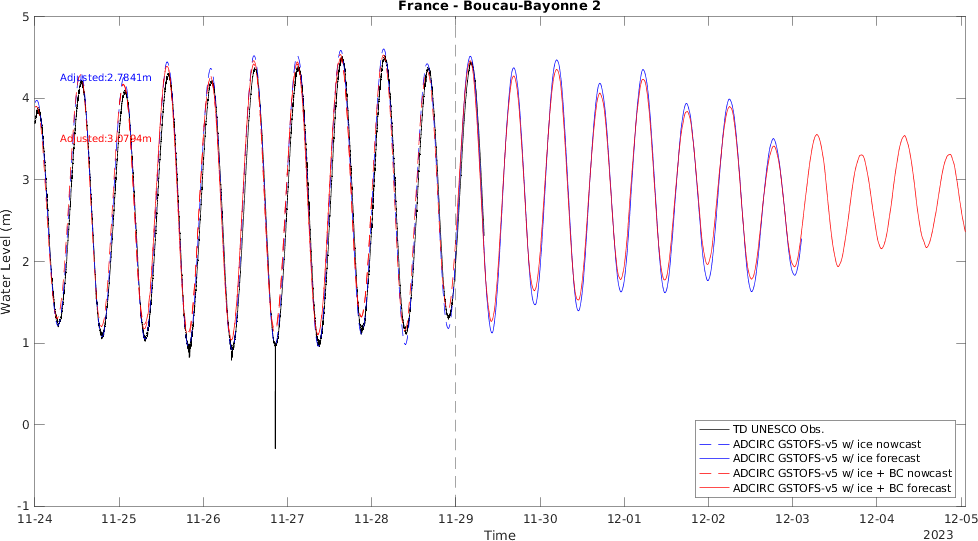 France - Boucau-Bayonne 2
5
4
3
2
1
0
-1
Water Level (m)
Adjusted:2.7841m
Adjusted:3.0794m
TD UNESCO Obs.
ADCIRC GSTOFS-v5 w/ ice nowcast
ADCIRC GSTOFS-v5 w/ ice forecast
ADCIRC GSTOFS-v5 w/ ice + BC nowcast
ADCIRC GSTOFS-v5 w/ ice + BC forecast
11-24 11-25 11-26 11-27 11-28 11-29 11-30 12-01 12-02 12-03 12-04 12-05
Time
2023